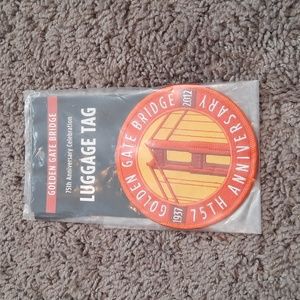 GOLDEN GATE BRIDGE
75th Anniversary Celebration
LUGGAGE TAG
GOLDEN GATE BRIDGE
2012
75TH ANNIVERSARY
1937